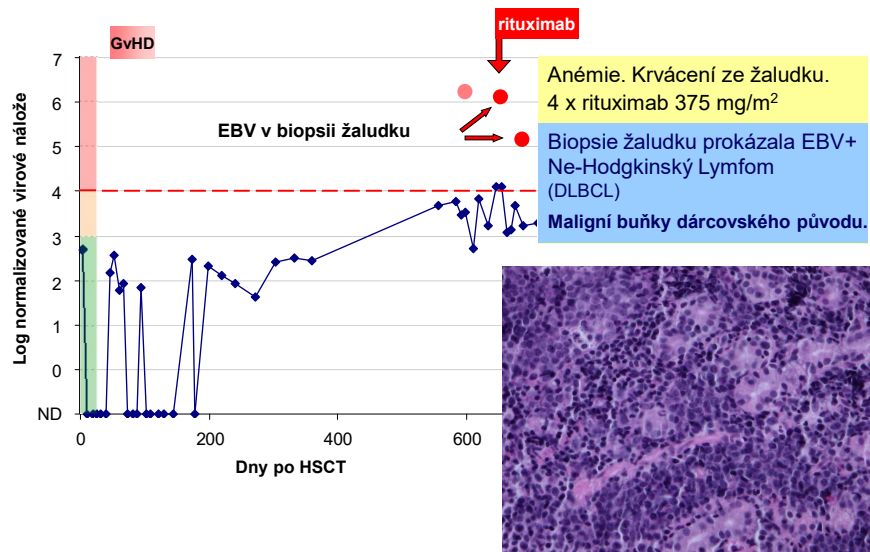 rituximab
GvHD
Log normalizované virové nálože
7
6
5
4
3
2
1
0
ND
EBV v biopsii žaludku
Anémie. Krvácení ze žaludku.
4 x rituximab 375 mg/m²
Biopsie žaludku prokázala EBV+
Ne-Hodgkinský Lymfom
(DLBCL)
Maligní buňky dárcovského původu.
0
200
400
600
Dny po HSCT